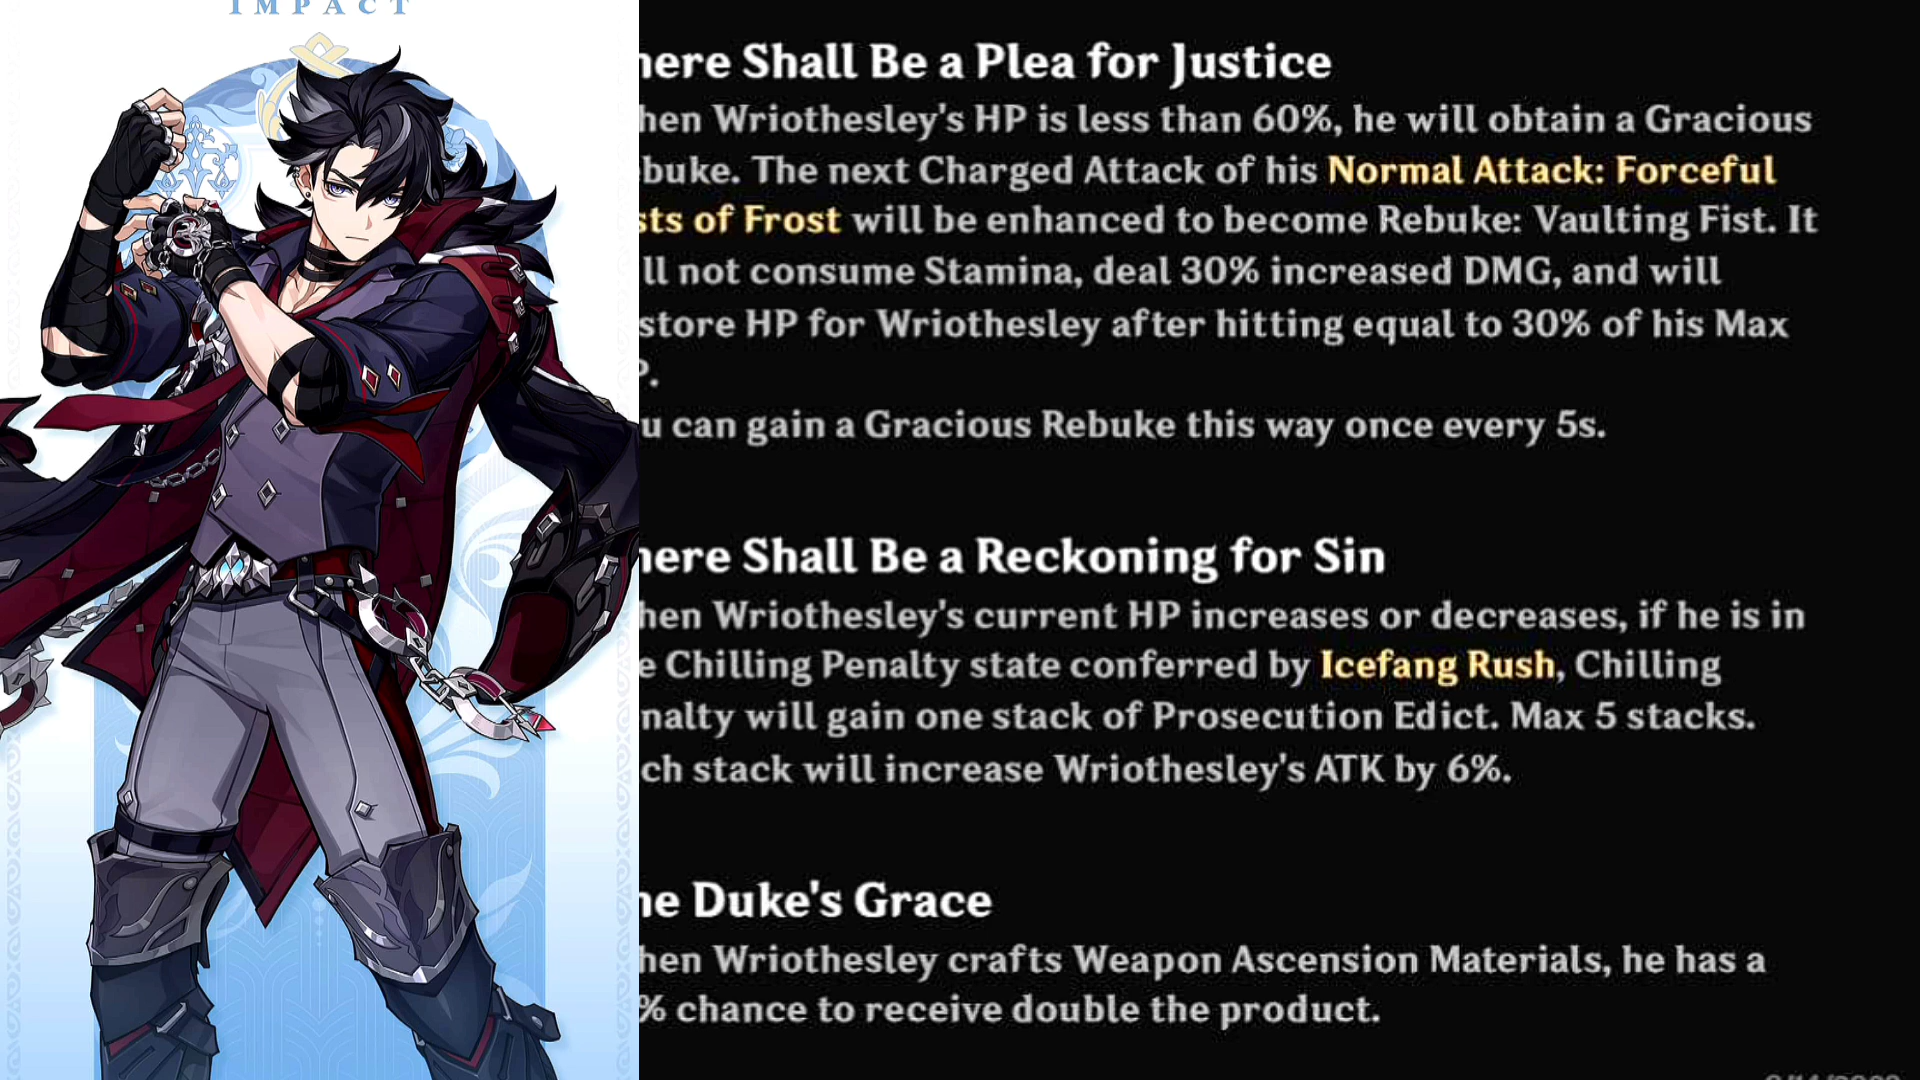 IMPACT
here Shall Be a Plea for Justice
hen Wriothesley's HP is less than 60%, he will obtain a Gracious
buke. The next Charged Attack of his Normal Attack: Forceful
sts of Frost will be enhanced to become Rebuke: Vaulting Fist. It
ll not consume Stamina, deal 30% increased DMG, and will
store HP for Wriothesley after hitting equal to 30% of his Max
P.
u can gain a Gracious Rebuke this way once every 5s.
here Shall Be a Reckoning for Sin
hen Wriothesley's current HP increases or decreases, if he is in
e Chilling Penalty state conferred by Icefang Rush, Chilling
nalty will gain one stack of Prosecution Edict. Max 5 stacks.
ch stack will increase Wriothesley's ATK by 6%.
he Duke's Grace
hen Wriothesley crafts Weapon Ascension Materials, he has a
% chance to receive double the product.